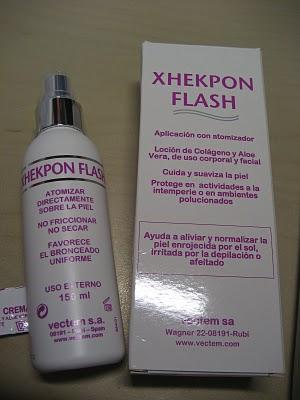 XHEKPON FLASH
ATOMIZAR
DIRECTAMENTE
SOBRE LA PIEL
NO FRICCIONAR
NO SECAR
FAVORECE
EL BRONCEADO
UNIFORME
USO EXTERNO
vectem s.a.
www.vectem.com
CREMA
XHEKPON
FLASH
Aplicación con atomizador
Loción de Colágeno y Aloe
Vera, de uso corporal y facial
Cuida y suaviza la piel
Protege en actividades a la
intemperie o en ambientes
polucionados
Ayuda a aliviar y normalizar la
piel enrojecida por el sol,
irritada por la depilación o
afeitado
vectem sa
Wagner 22-08191-Rubí
www.vectem.com